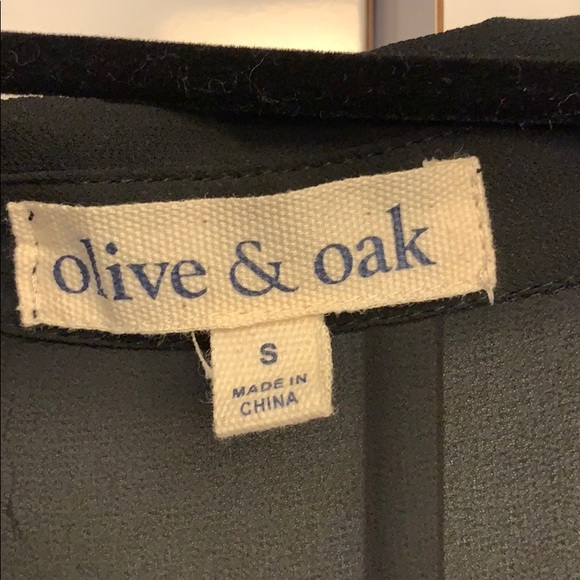 olive & oak
S
MADE IN
CHINA